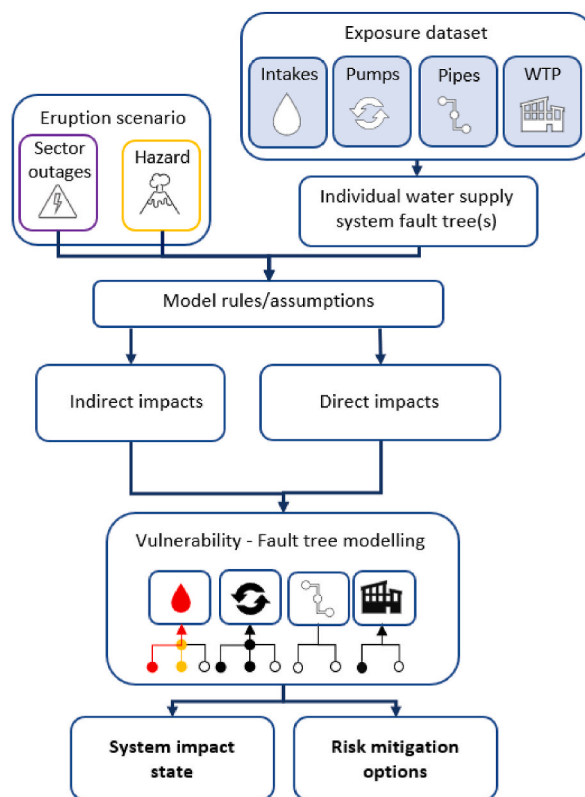 Exposure dataset
Intakes
Pumps
Pipes
WTP
Eruption scenario
Sector
outages
Hazard
Individual water supply
system fault tree(s)
Model rules/assumptions
Indirect impacts
Direct impacts
Vulnerability - Fault tree modelling
System impact
state
Risk mitigation
options